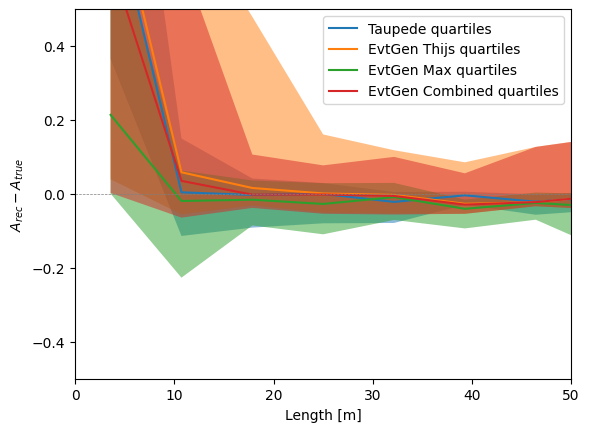 Taupede quartiles
EvtGen Thijs quartiles
EvtGen Max quartiles
EvtGen Combined quartiles
0.4
0.2
0.0
−0.2
−0.4
A_rec − A_true
0 10 20 30 40 50
Length [m]